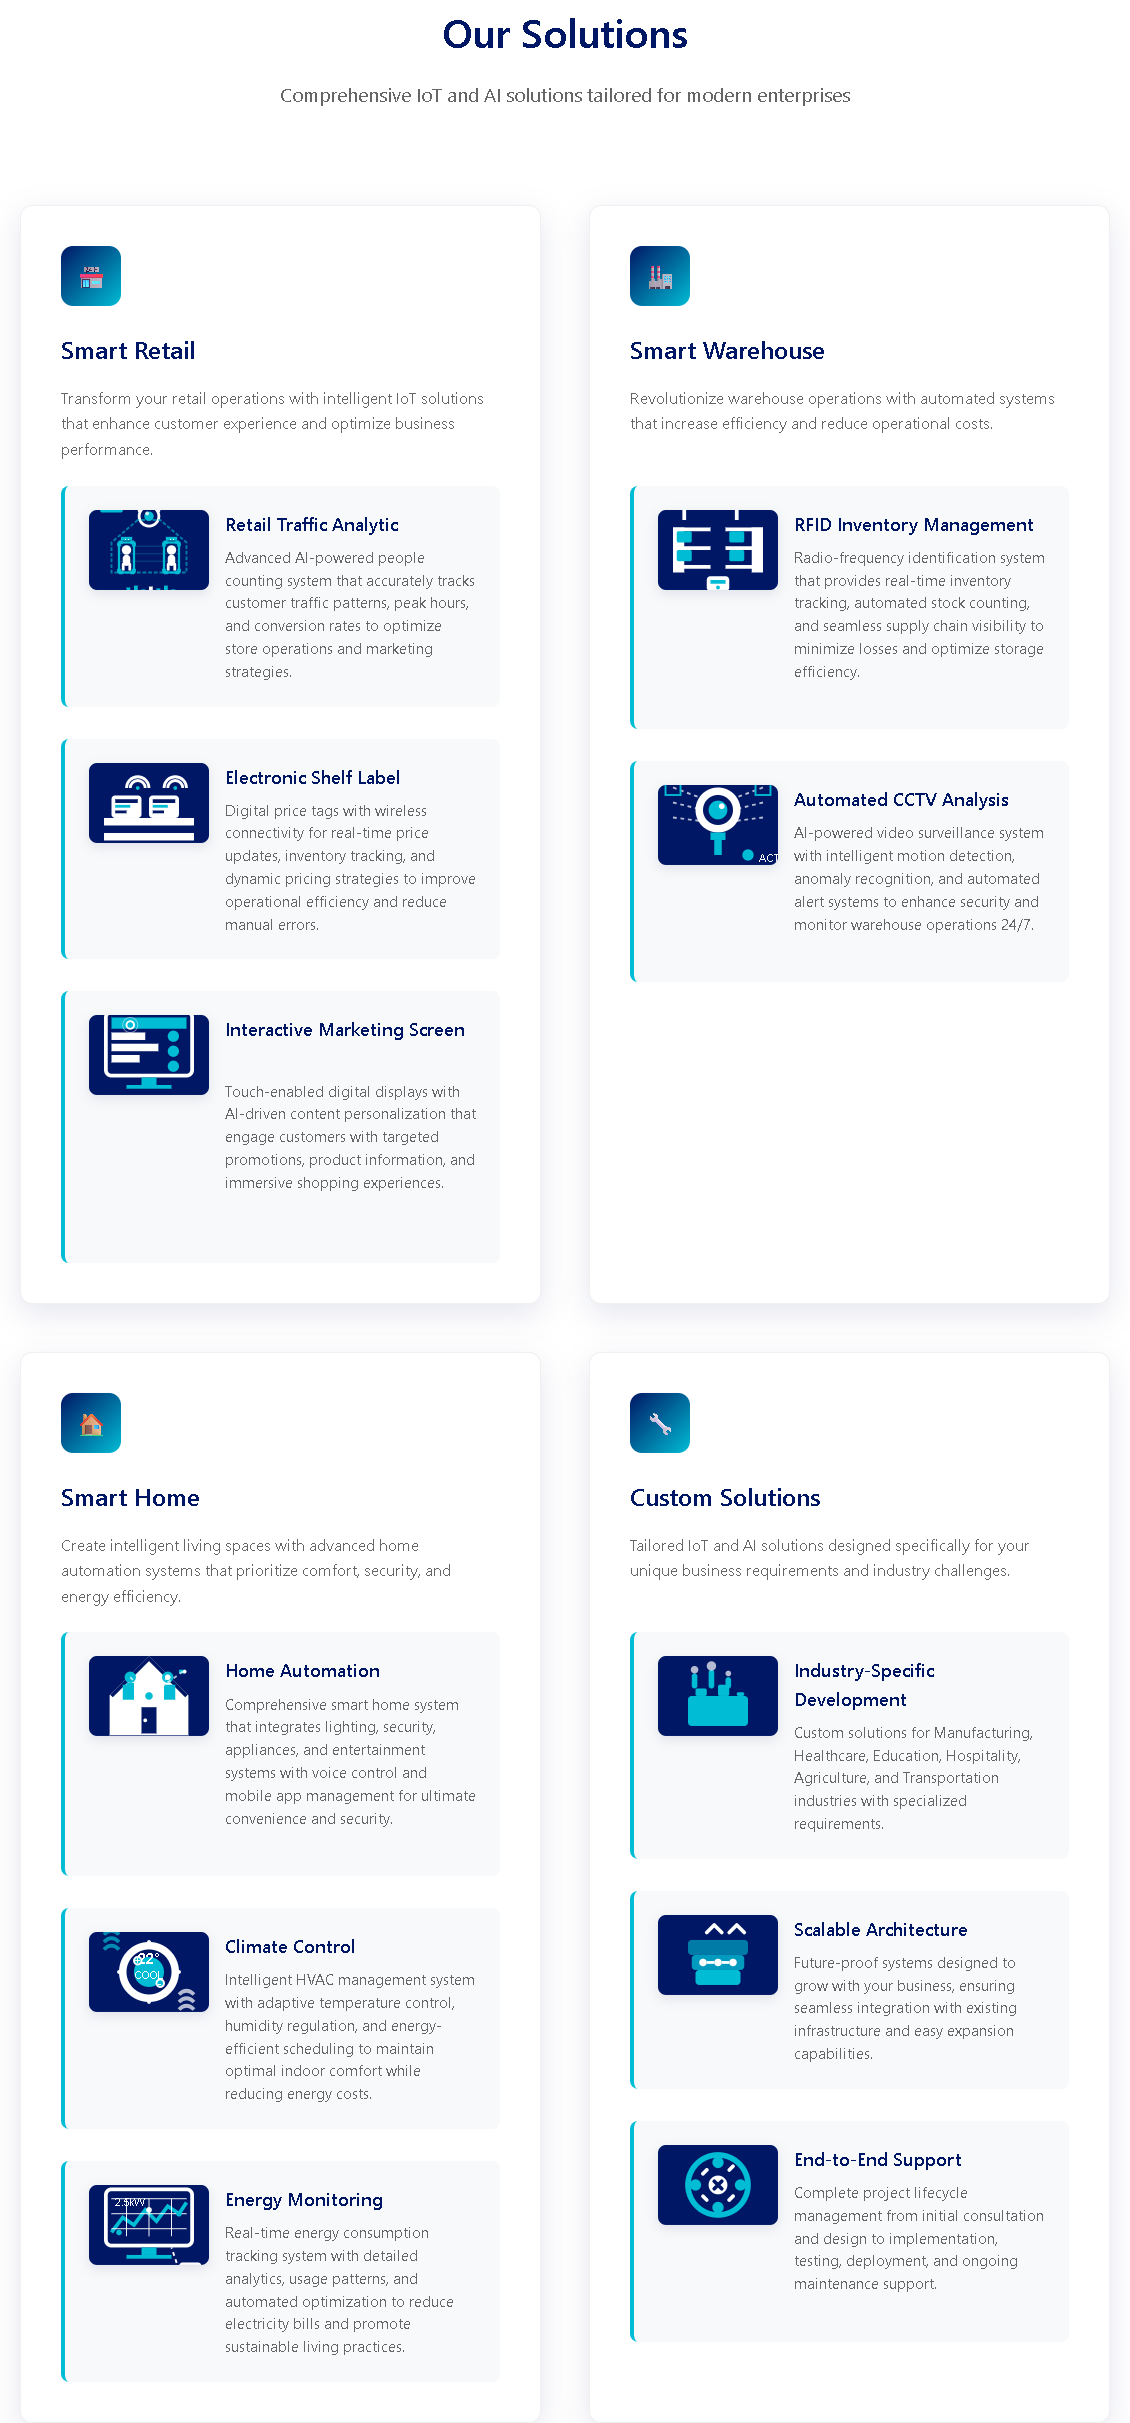 Our Solutions
Comprehensive IoT and AI solutions tailored for modern enterprises
Smart Retail
Transform your retail operations with intelligent IoT solutions
that enhance customer experience and optimize business
performance.
Retail Traffic Analytic
Advanced AI-powered people
counting system that accurately tracks
customer traffic patterns, peak hours,
and conversion rates to optimize
store operations and marketing
strategies.
Electronic Shelf Label
Digital price tags with wireless
connectivity for real-time price
updates, inventory tracking, and
dynamic pricing strategies to improve
operational efficiency and reduce
manual errors.
Interactive Marketing Screen
Touch-enabled digital displays with
AI-driven content personalization that
engage customers with targeted
promotions, product information, and
immersive shopping experiences.
Smart Warehouse
Revolutionize warehouse operations with automated systems
that increase efficiency and reduce operational costs.
RFID Inventory Management
Radio-frequency identification system
that provides real-time inventory
tracking, automated stock counting,
and seamless supply chain visibility to
minimize losses and optimize storage
efficiency.
ACT
Automated CCTV Analysis
AI-powered video surveillance system
with intelligent motion detection,
anomaly recognition, and automated
alert systems to enhance security and
monitor warehouse operations 24/7.
Smart Home
Create intelligent living spaces with advanced home
automation systems that prioritize comfort, security, and
energy efficiency.
Home Automation
Comprehensive smart home system
that integrates lighting, security,
appliances, and entertainment
systems with voice control and
mobile app management for ultimate
convenience and security.
22°
COOL
Climate Control
Intelligent HVAC management system
with adaptive temperature control,
humidity regulation, and energy-
efficient scheduling to maintain
optimal indoor comfort while
reducing energy costs.
2.5kW
Energy Monitoring
Real-time energy consumption
tracking system with detailed
analytics, usage patterns, and
automated optimization to reduce
electricity bills and promote
sustainable living practices.
Custom Solutions
Tailored IoT and AI solutions designed specifically for your
unique business requirements and industry challenges.
Industry-Specific
Development
Custom solutions for Manufacturing,
Healthcare, Education, Hospitality,
Agriculture, and Transportation
industries with specialized
requirements.
Scalable Architecture
Future-proof systems designed to
grow with your business, ensuring
seamless integration with existing
infrastructure and easy expansion
capabilities.
End-to-End Support
Complete project lifecycle
management from initial consultation
and design to implementation,
testing, deployment, and ongoing
maintenance support.